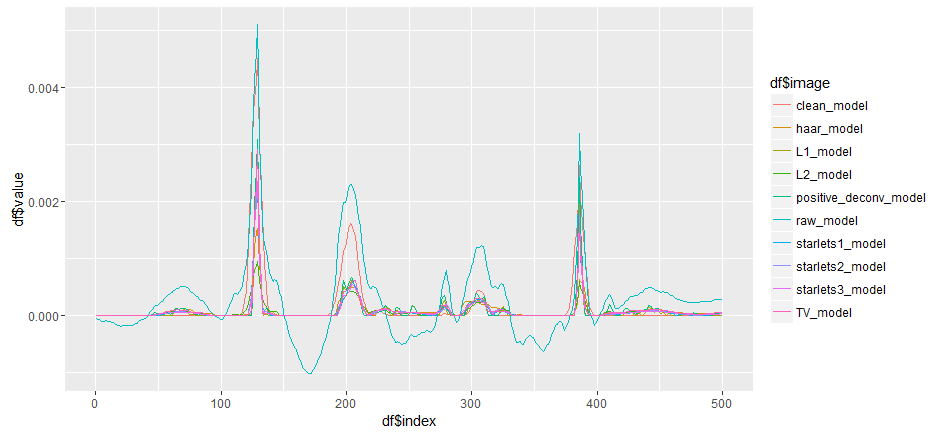 df$value
0.004
0.002
0.000
0
100
200
300
400
500
df$index
df$image
clean_model
haar_model
L1_model
L2_model
positive_deconv_model
raw_model
starlets1_model
starlets2_model
starlets3_model
TV_model